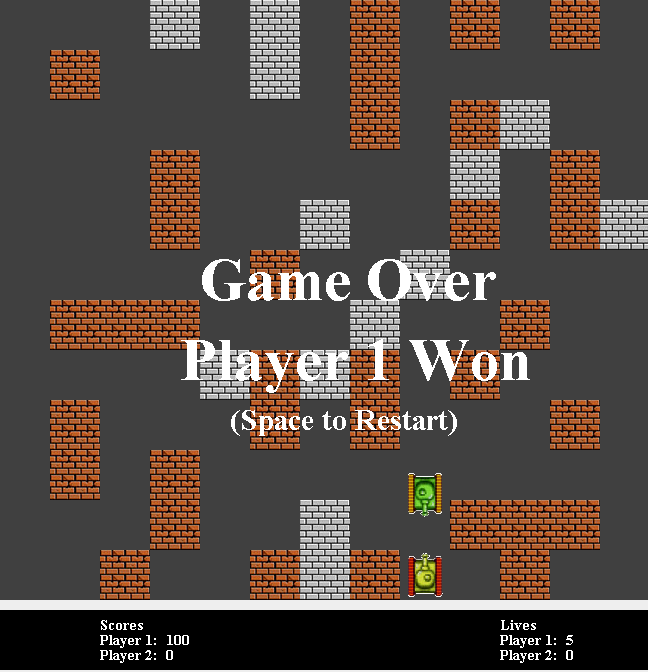 Game Over
Player 1 Won
(Space to Restart)
Scores
Player 1: 100
Player 2: 0
Lives
Player 1: 5
Player 2: 0